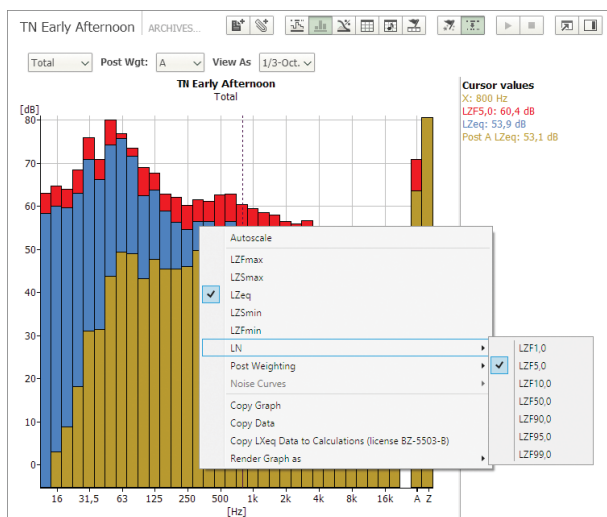 TN Early Afternoon ARCHIVES...
Total Post Wgt: A View As 1/3-Oct.
TN Early Afternoon
Total
[dB]
80
70
60
50
40
30
20
10
0
16 31,5 63 125 250 500 1k 2k 4k 8k 16k A Z
[Hz]
Cursor values
X: 800 Hz
LZF5,0: 60,4 dB
LZeq: 53,9 dB
Post A LZeq: 53,1 dB
Autoscale
LZFmax
LZSmax
LZeq
LZSmin
LZFmin
LN
Post Weighting
Noise Curves
Copy Graph
Copy Data
Copy LXeq Data to Calculations (license BZ-5503-B)
Render Graph as
LZF1,0
LZF5,0
LZF10,0
LZF50,0
LZF90,0
LZF95,0
LZF99,0